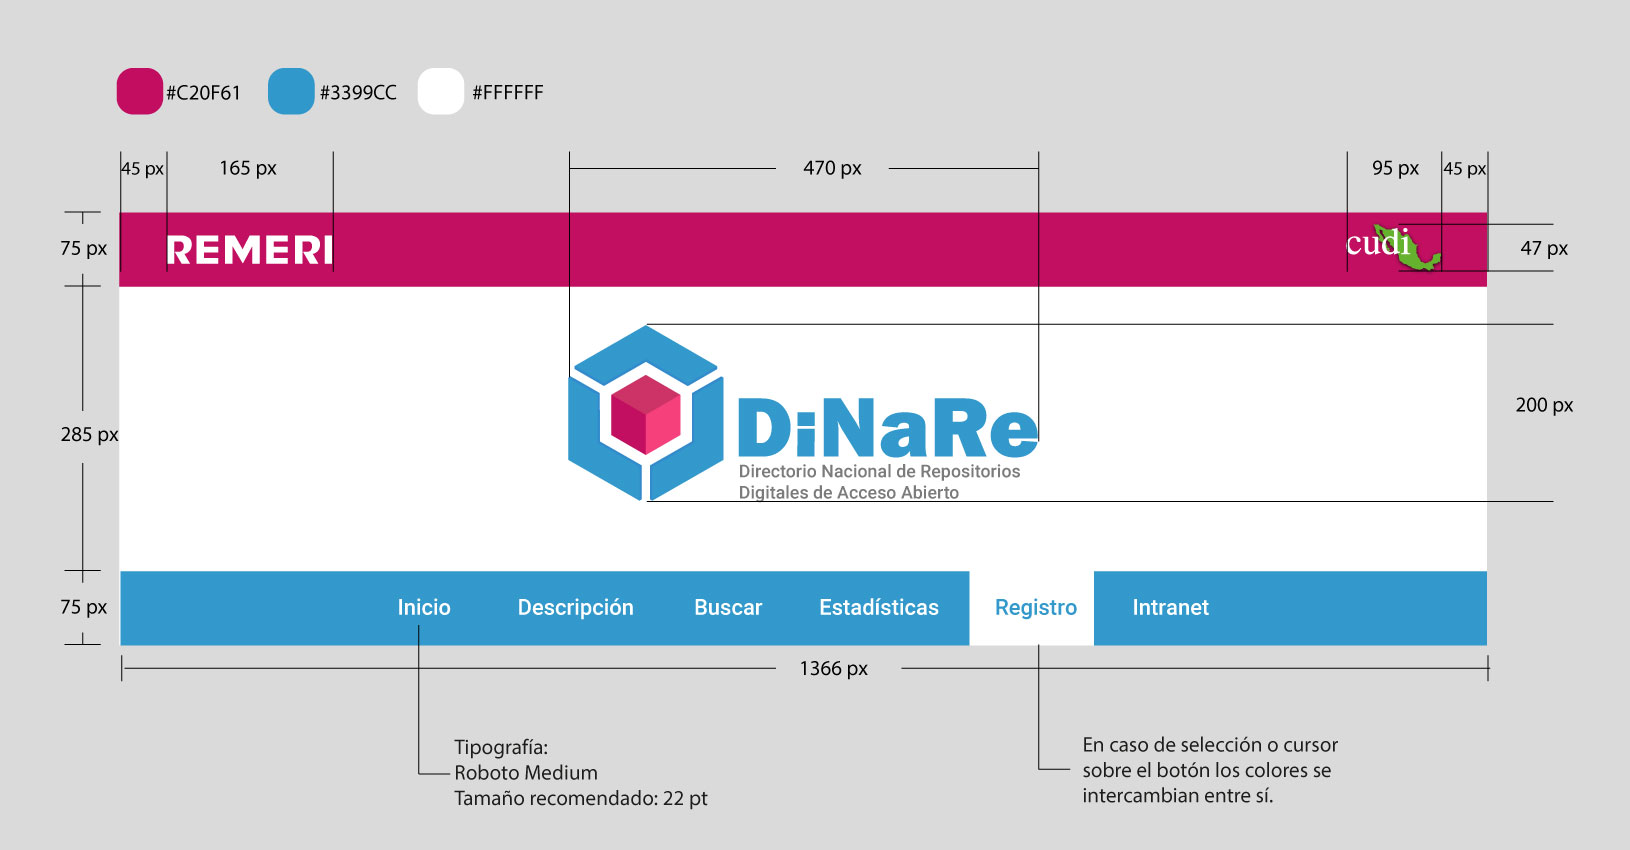 #C20F61
#3399CC
#FFFFFF
45 px
165 px
470 px
95 px
45 px
75 px
REMERI
cudi
47 px
285 px
DiNaRe
Directorio Nacional de Repositorios
Digitales de Acceso Abierto
200 px
75 px
Inicio
Descripción
Buscar
Estadísticas
Registro
Intranet
1366 px
Tipografía:
Roboto Medium
Tamaño recomendado: 22 pt
En caso de selección o cursor
sobre el botón los colores se
intercambian entre sí.